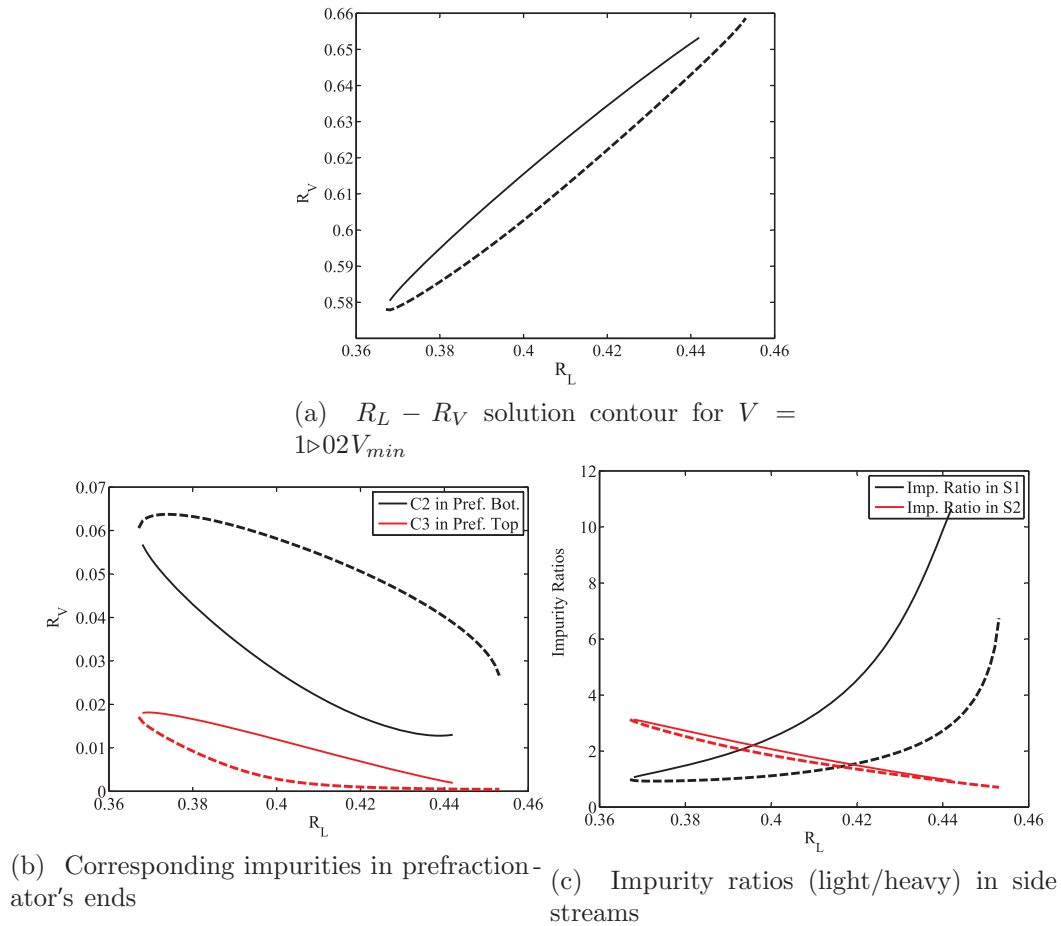 0.66
0.65
0.64
0.63
0.62
0.61
0.6
0.59
0.58
R_V
0.36 0.38 0.4 0.42 0.44 0.46
R_L
(a) R_L − R_V solution contour for V =
1▹02V_min
0.07
0.06
0.05
0.04
0.03
0.02
0.01
0
R_V
C2 in Pref. Bot.
C3 in Pref. Top
0.36 0.38 0.4 0.42 0.44 0.46
R_L
(b) Corresponding impurities in prefraction-
ator's ends
12
10
8
6
4
2
0
Impurity Ratios
Imp. Ratio in S1
Imp. Ratio in S2
0.36 0.38 0.4 0.42 0.44 0.46
R_L
(c) Impurity ratios (light/heavy) in side
streams